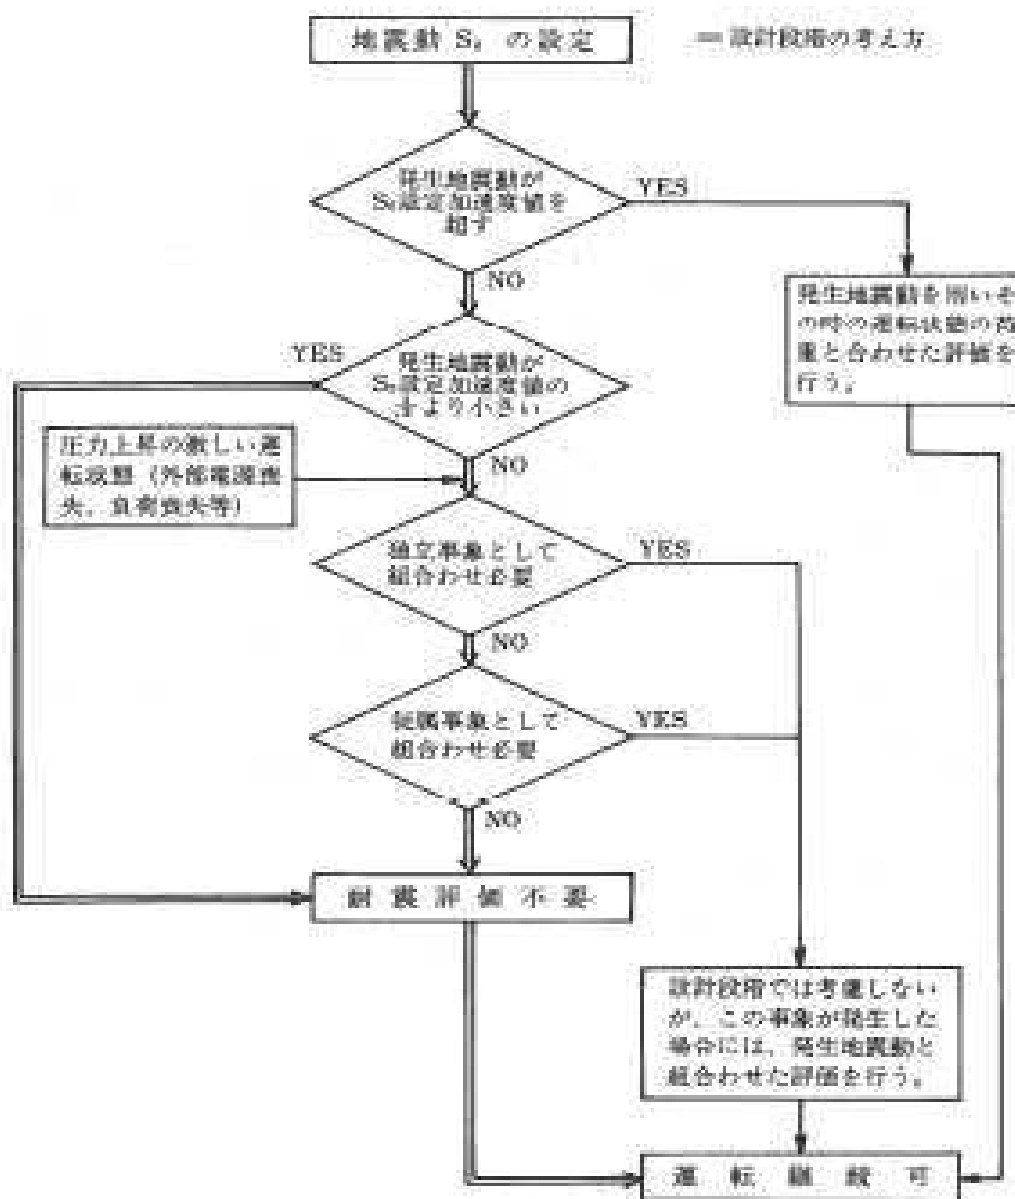 地震動 S₂ の設定
＝設計段階の考え方
発生地震動が
S₂設定加速度値を
超す
YES
NO
発生地震動を用いそ
の時の運転状態の荷
重と合わせた評価を
行う。
YES
発生地震動が
S₂設定加速度値の
より小さい
圧力上昇の激しい運
転状態（外部電源喪
失、負荷喪失等）
NO
独立事象として
組合わせ必要
YES
NO
従属事象として
組合わせ必要
YES
NO
耐震評価不要
設計段階では考慮しない
が、この事象が発生した
場合には、発生地震動と
組合わせた評価を行う。
運転継続可